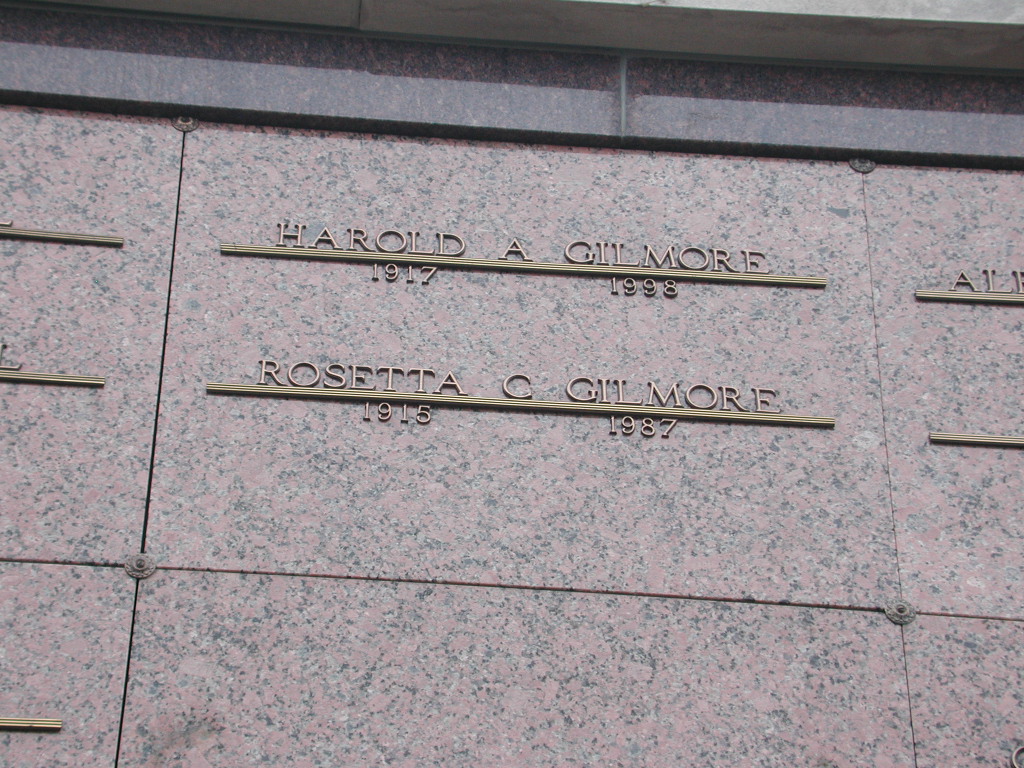 HAROLD A GILMORE
1917 1998
ROSETTA C GILMORE
1915 1987